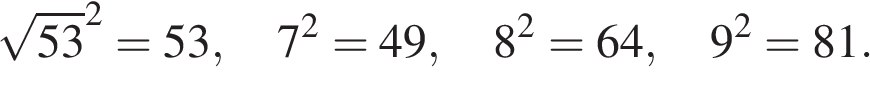 √53² = 53, 7² = 49, 8² = 64, 9² = 81.